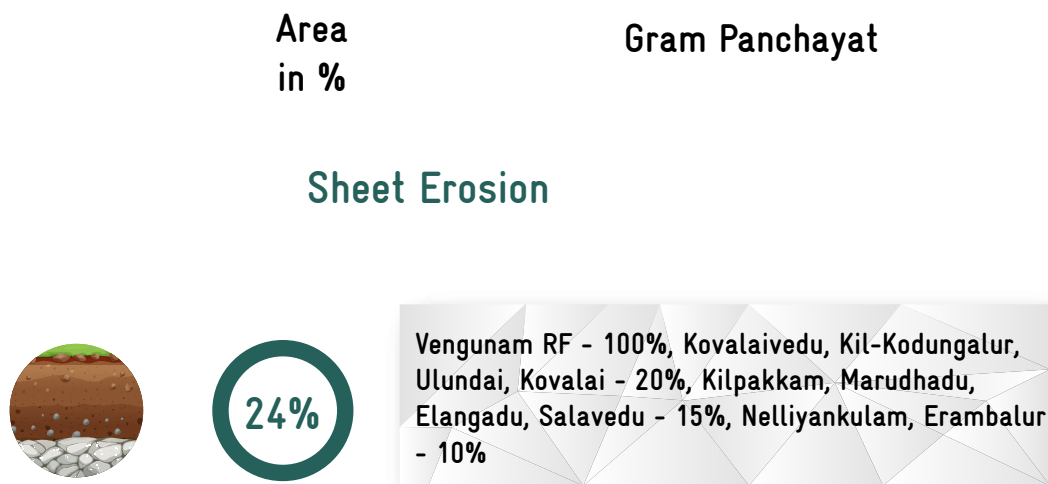 Area
in %
Gram Panchayat
Sheet Erosion
24%
Vengunam RF - 100%, Kovalaivedu, Kil-Kodungalur,
Ulundai, Kovalai - 20%, Kilpakkam, Marudhadu,
Elangadu, Salavedu - 15%, Nelliyankulam, Erambalur
- 10%